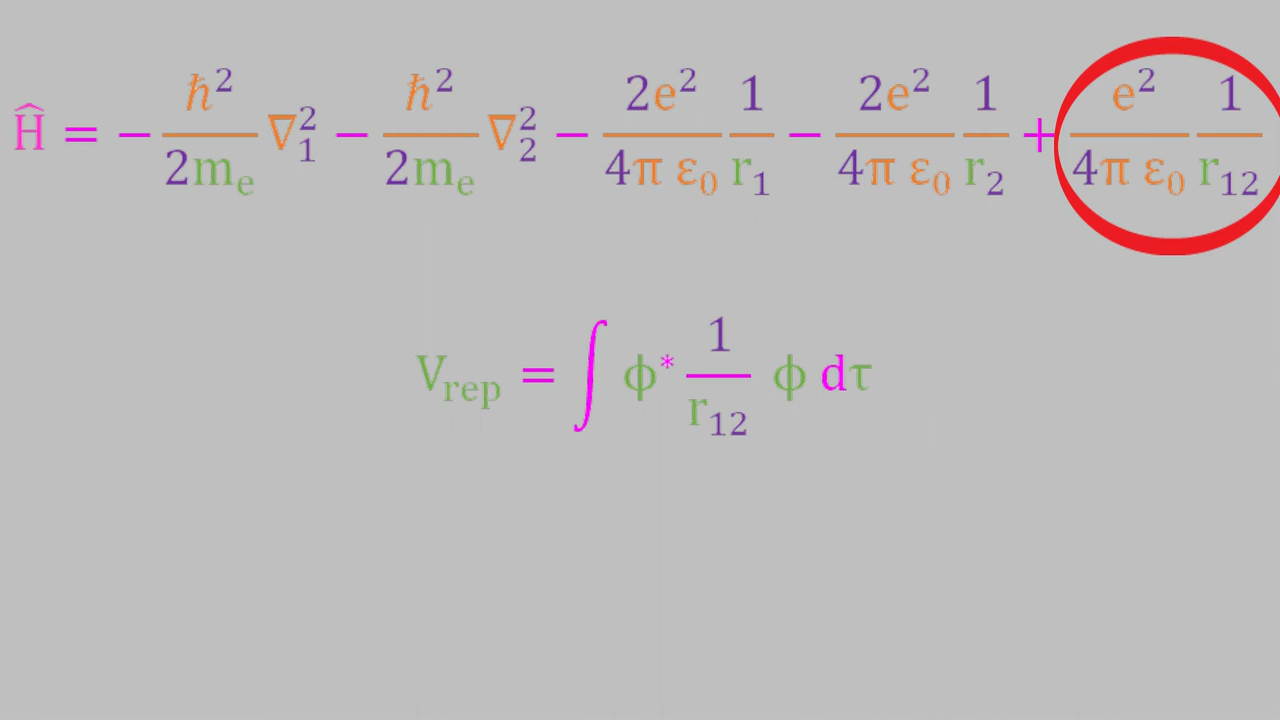 Ĥ = − ħ²/2mₑ ∇₁² − ħ²/2mₑ ∇₂² − 2e²/4π ε₀ 1/r₁ − 2e²/4π ε₀ 1/r₂ + e²/4π ε₀ 1/r₁₂
V_rep = ∫ ϕ* 1/r₁₂ ϕ dτ